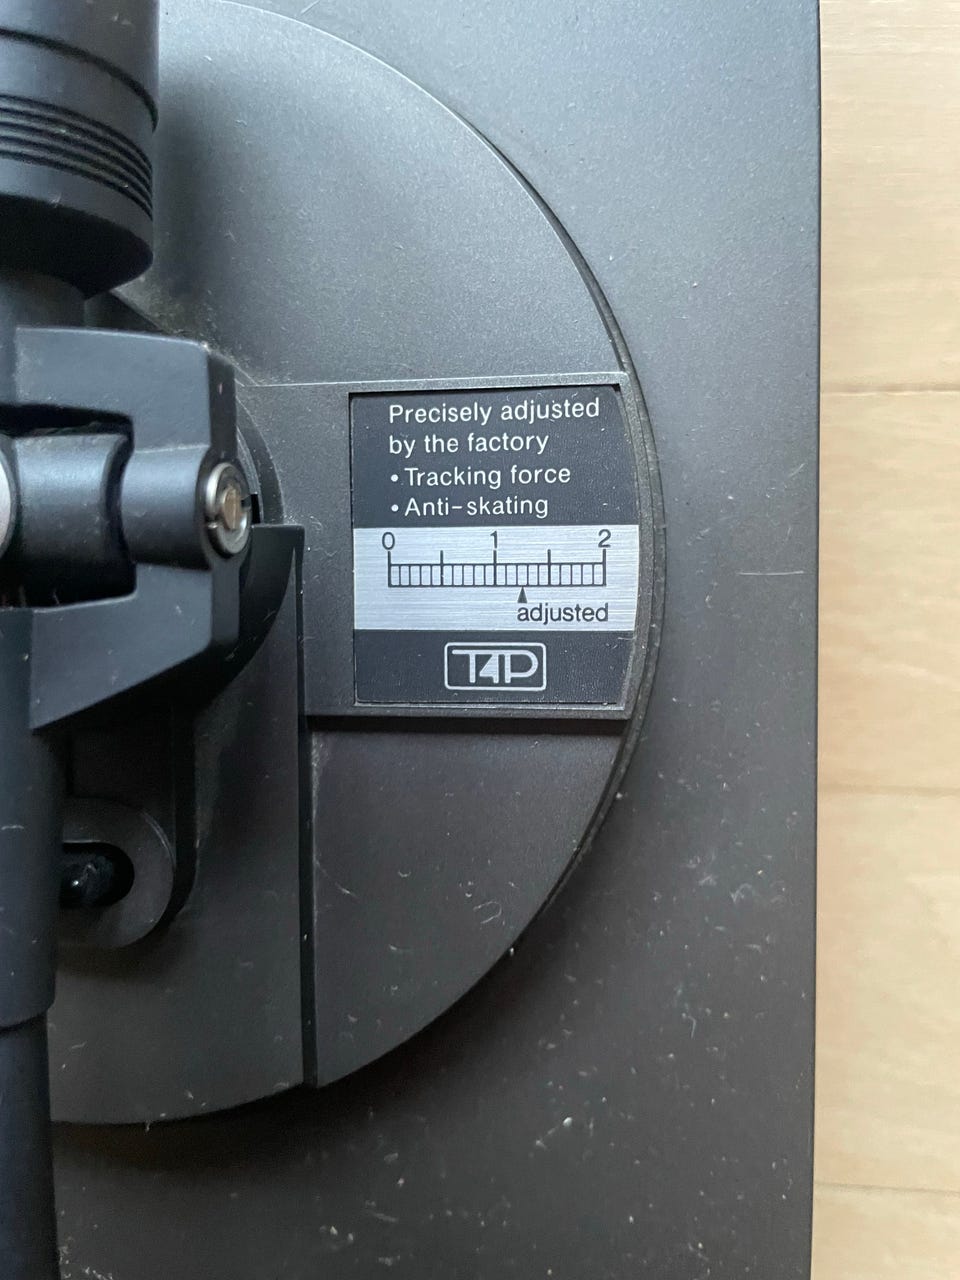 Precisely adjusted
by the factory
• Tracking force
• Anti-skating
0 1 2
adjusted
T4P